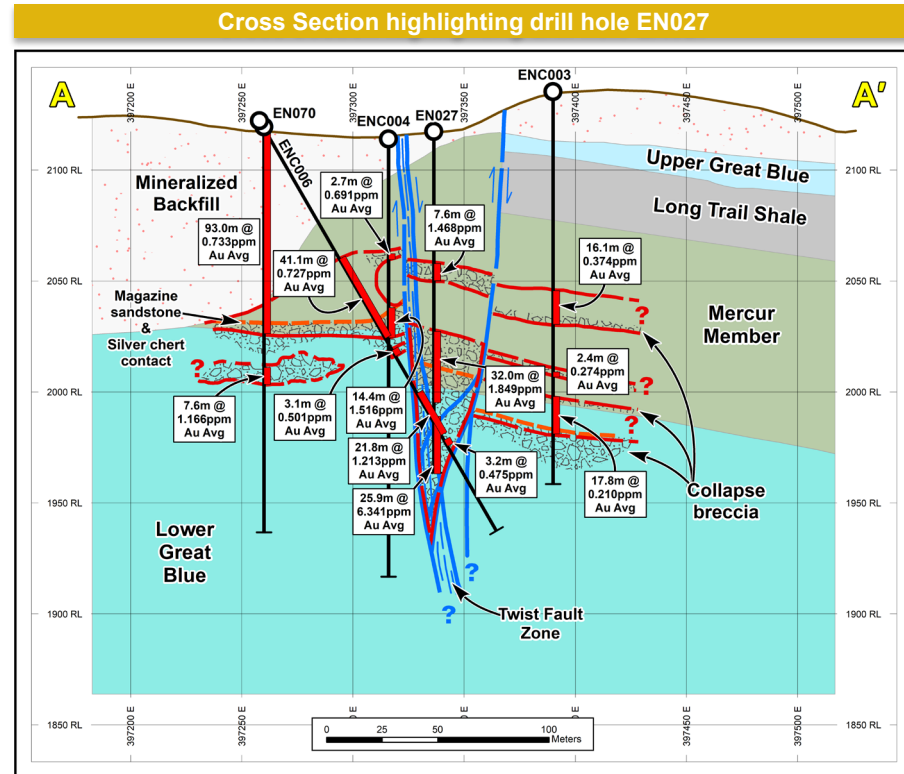 Cross Section highlighting drill hole EN027
A
A'
397200 E
397250 E
397300 E
397350 E
397400 E
397450 E
397500 E
EN070
ENC006
ENC004
EN027
ENC003
2100 RL
2050 RL
2000 RL
1950 RL
1900 RL
1850 RL
Mineralized
Backfill
Upper Great Blue
Long Trail Shale
Mercur
Member
Lower
Great
Blue
Magazine
sandstone
&
Silver chert
contact
93.0m @
0.733ppm
Au Avg
41.1m @
0.727ppm
Au Avg
2.7m @
0.691ppm
Au Avg
7.6m @
1.468ppm
Au Avg
16.1m @
0.374ppm
Au Avg
2.4m @
0.274ppm
Au Avg
32.0m @
1.849ppm
Au Avg
7.6m @
1.166ppm
Au Avg
3.1m @
0.501ppm
Au Avg
14.4m @
1.516ppm
Au Avg
21.8m @
1.213ppm
Au Avg
25.9m @
6.341ppm
Au Avg
3.2m @
0.475ppm
Au Avg
17.8m @
0.210ppm
Au Avg
?
?
?
?
?
?
Collapse
breccia
Twist Fault
Zone
397200 E
397250 E
397300 E
397350 E
397400 E
397450 E
397500 E
0 25 50 100
Meters